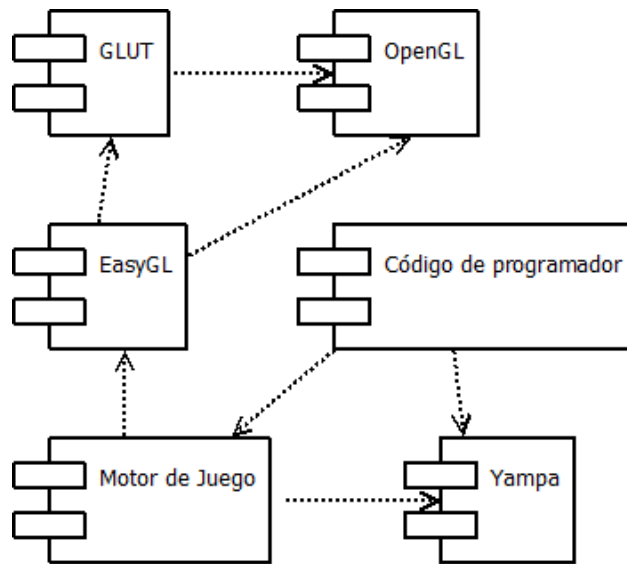 GLUT
OpenGL
EasyGL
Código de programador
Motor de Juego
Yampa